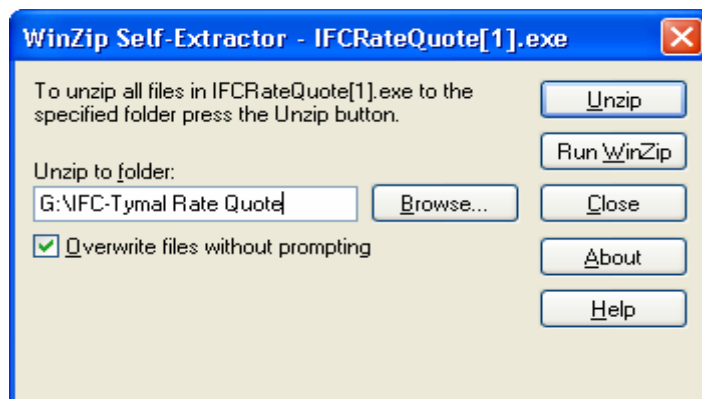 WinZip Self-Extractor - IFCRateQuote[1].exe
To unzip all files in IFCRateQuote[1].exe to the
specified folder press the Unzip button.
Unzip to folder:
G:\IFC-Tymal Rate Quote
Browse...
Overwrite files without prompting
Unzip
Run WinZip
Close
About
Help